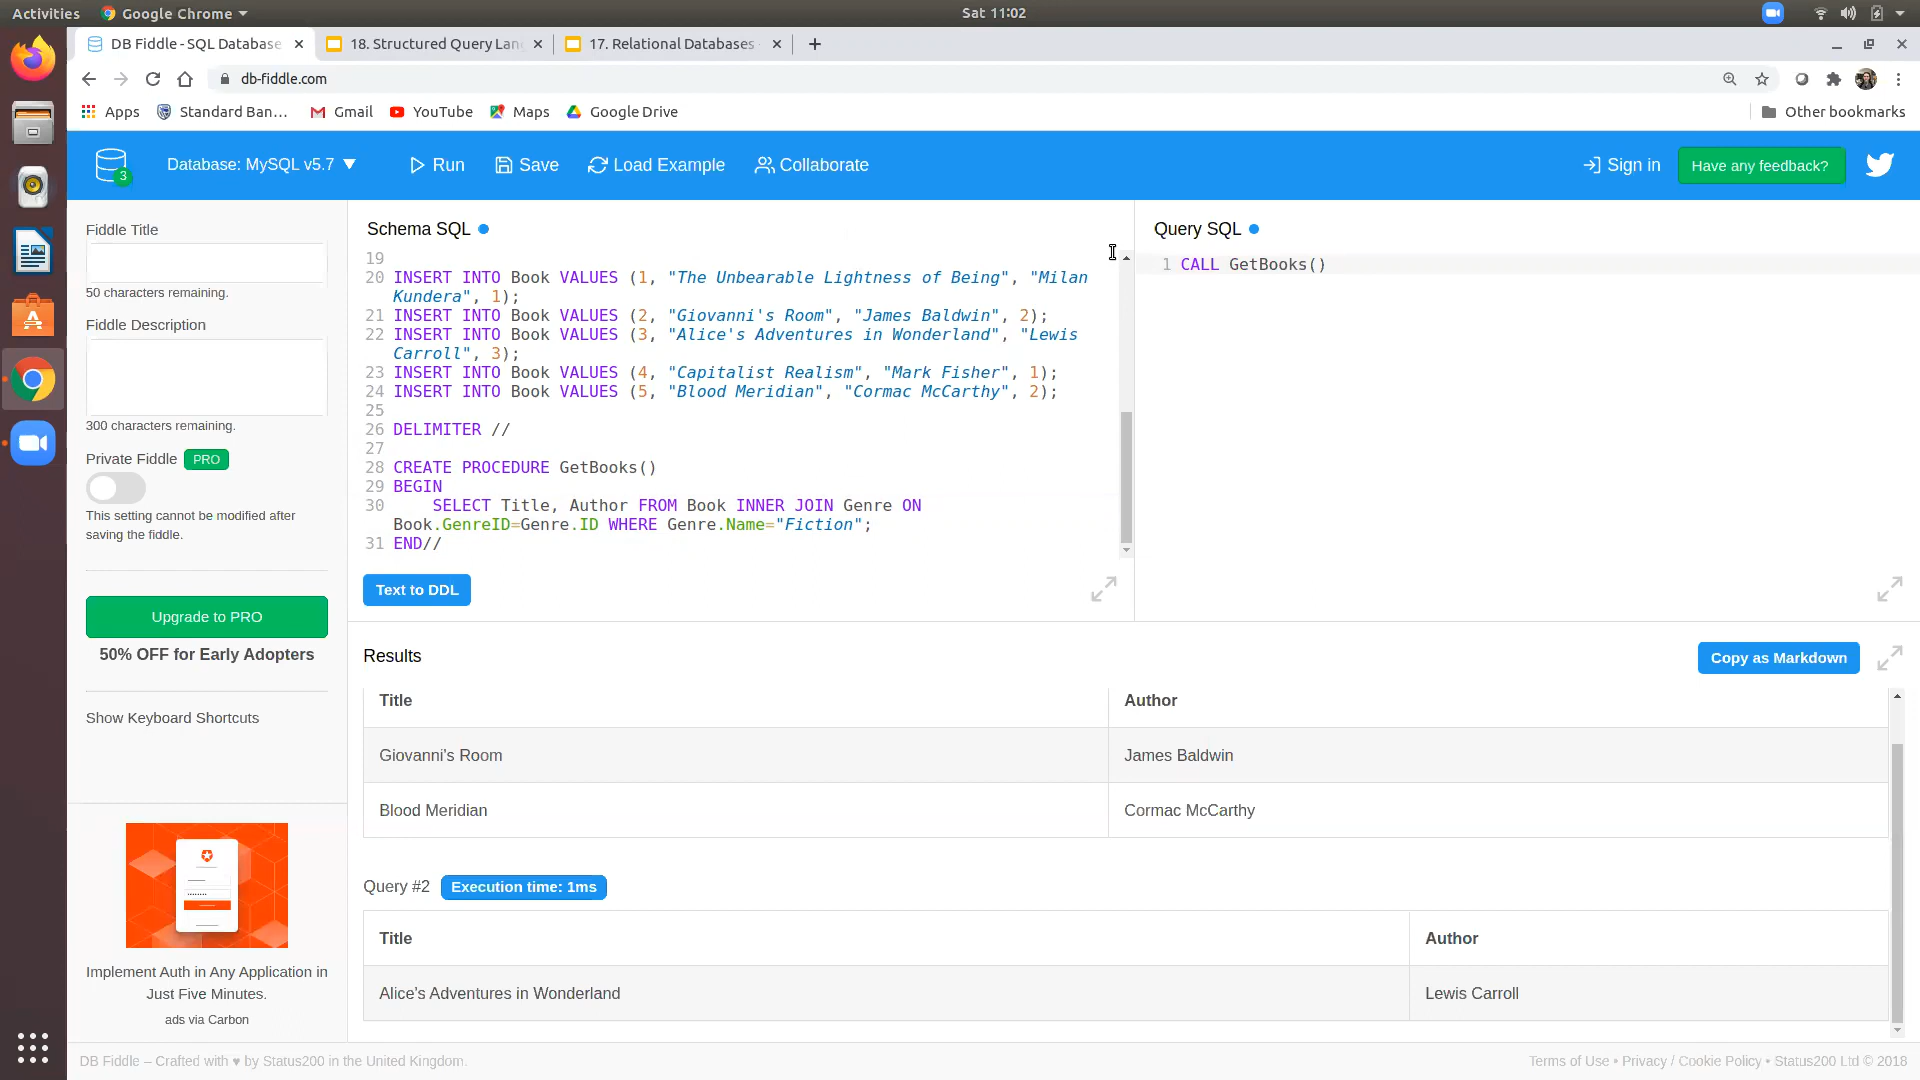 Activities
Google Chrome
Sat 11:02
DB Fiddle - SQL Database
18. Structured Query Lan
17. Relational Databases
db-fiddle.com
Apps
Standard Ban...
Gmail
YouTube
Maps
Google Drive
Other bookmarks
3
Database: MySQL v5.7
Run
Save
Load Example
Collaborate
Sign in
Have any feedback?
Fiddle Title
50 characters remaining.
Fiddle Description
300 characters remaining.
Private Fiddle PRO
This setting cannot be modified after
saving the fiddle.
Upgrade to PRO
50% OFF for Early Adopters
Show Keyboard Shortcuts
Implement Auth in Any Application in
Just Five Minutes.
ads via Carbon
Schema SQL
19
20 INSERT INTO Book VALUES (1, "The Unbearable Lightness of Being", "Milan
Kundera", 1);
21 INSERT INTO Book VALUES (2, "Giovanni's Room", "James Baldwin", 2);
22 INSERT INTO Book VALUES (3, "Alice's Adventures in Wonderland", "Lewis
Carroll", 3);
23 INSERT INTO Book VALUES (4, "Capitalist Realism", "Mark Fisher", 1);
24 INSERT INTO Book VALUES (5, "Blood Meridian", "Cormac McCarthy", 2);
25
26 DELIMITER //
27
28 CREATE PROCEDURE GetBooks()
29 BEGIN
30 SELECT Title, Author FROM Book INNER JOIN Genre ON
Book.GenreID=Genre.ID WHERE Genre.Name="Fiction";
31 END//
Text to DDL
Query SQL
1 CALL GetBooks()
Results
Copy as Markdown
Title Author
Giovanni's Room James Baldwin
Blood Meridian Cormac McCarthy
Query #2 Execution time: 1ms
Title Author
Alice's Adventures in Wonderland Lewis Carroll
DB Fiddle – Crafted with ♥ by Status200 in the United Kingdom.
Terms of Use • Privacy / Cookie Policy • Status200 Ltd © 2018